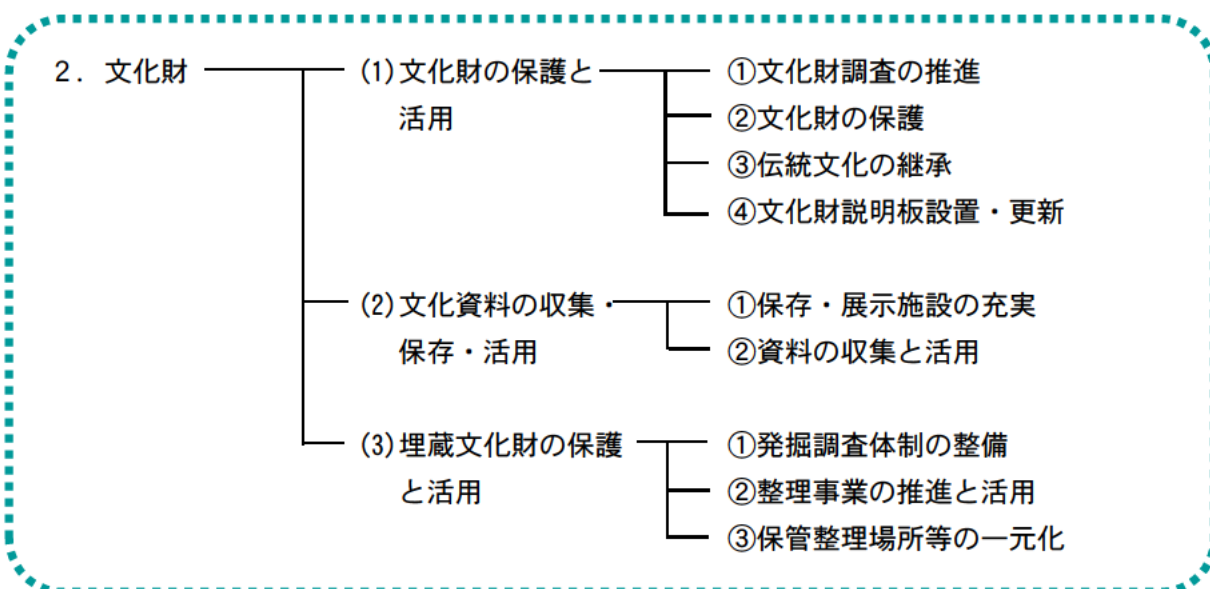 2．文化財
(1)文化財の保護と
活用
①文化財調査の推進
②文化財の保護
③伝統文化の継承
④文化財説明板設置・更新
(2)文化資料の収集・
保存・活用
①保存・展示施設の充実
②資料の収集と活用
(3)埋蔵文化財の保護
と活用
①発掘調査体制の整備
②整理事業の推進と活用
③保管整理場所等の一元化